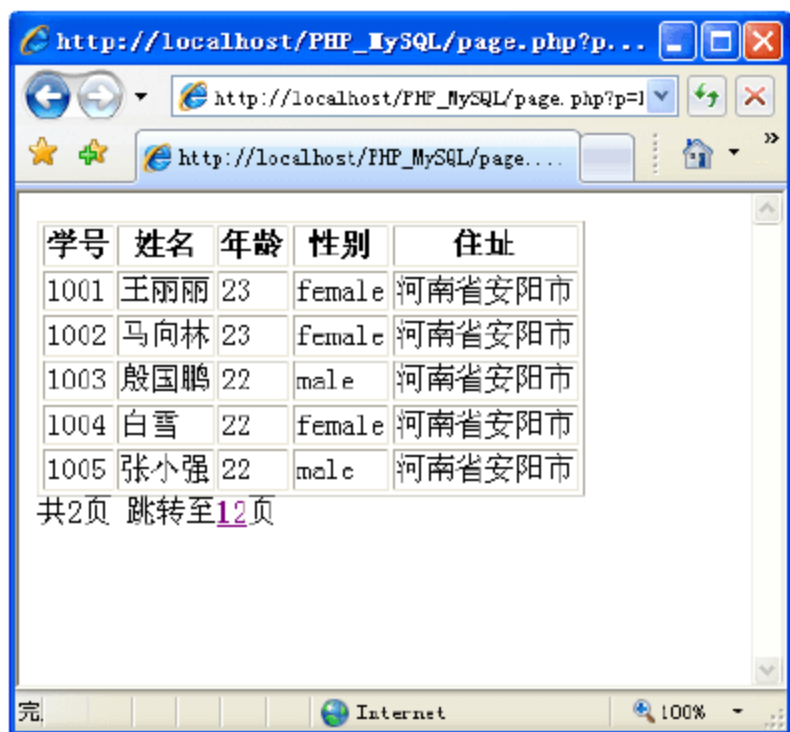 http://localhost/PHP_MySQL/page.php?p...
http://localhost/PHP_MySQL/page.php?p=1
http://localhost/PHP_MySQL/page....
学号 姓名 年龄 性别 住址
1001 王丽丽 23 female 河南省安阳市
1002 马向林 23 female 河南省安阳市
1003 殷国鹏 22 male 河南省安阳市
1004 白雪 22 female 河南省安阳市
1005 张小强 22 male 河南省安阳市
共2页 跳转至12页
完 Internet 100%